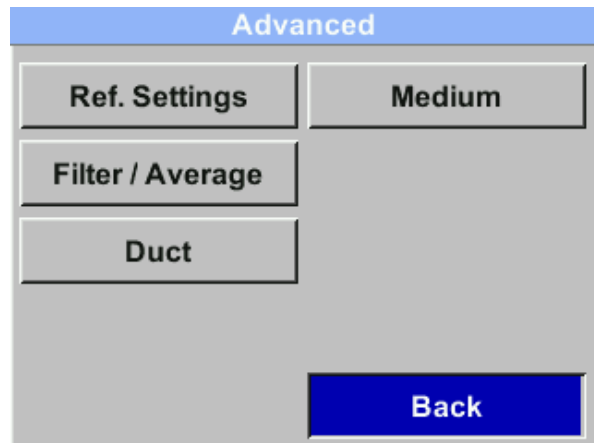 Advanced
Ref. Settings
Medium
Filter / Average
Duct
Back